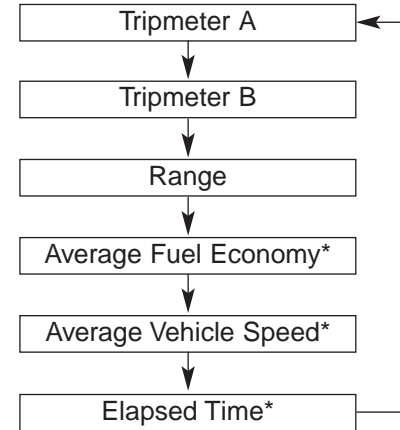 Tripmeter A
Tripmeter B
Range
Average Fuel Economy*
Average Vehicle Speed*
Elapsed Time*